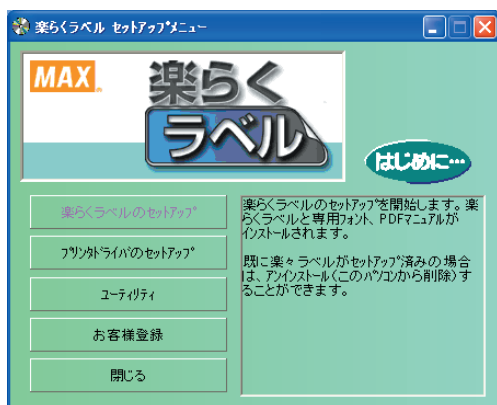 楽らくラベル ｾｯﾄｱｯﾌﾟﾒﾆｭｰ
MAX
楽らく
ラベル
はじめに…
楽らくラベルのｾｯﾄｱｯﾌﾟ
ﾌﾟﾘﾝﾀﾄﾞﾗｲﾊﾞのｾｯﾄｱｯﾌﾟ
ﾕｰﾃｨﾘﾃｨ
お客様登録
閉じる
楽らくラベルのｾｯﾄｱｯﾌﾟを開始します。楽
らくラベルと専用ﾌｫﾝﾄ、PDFﾏﾆｭｱﾙが
ｲﾝｽﾄｰﾙされます。
既に楽々ラベルがｾｯﾄｱｯﾌﾟ済みの場合
は、ｱﾝｲﾝｽﾄｰﾙ（このﾊﾟｿｺﾝから削除）す
ることができます。